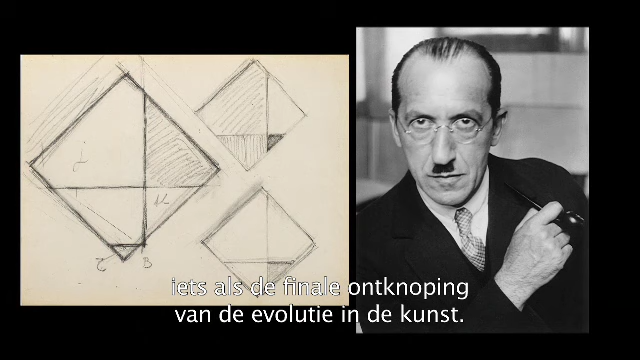 B
iets als de finale ontknoping
van de evolutie in de kunst.